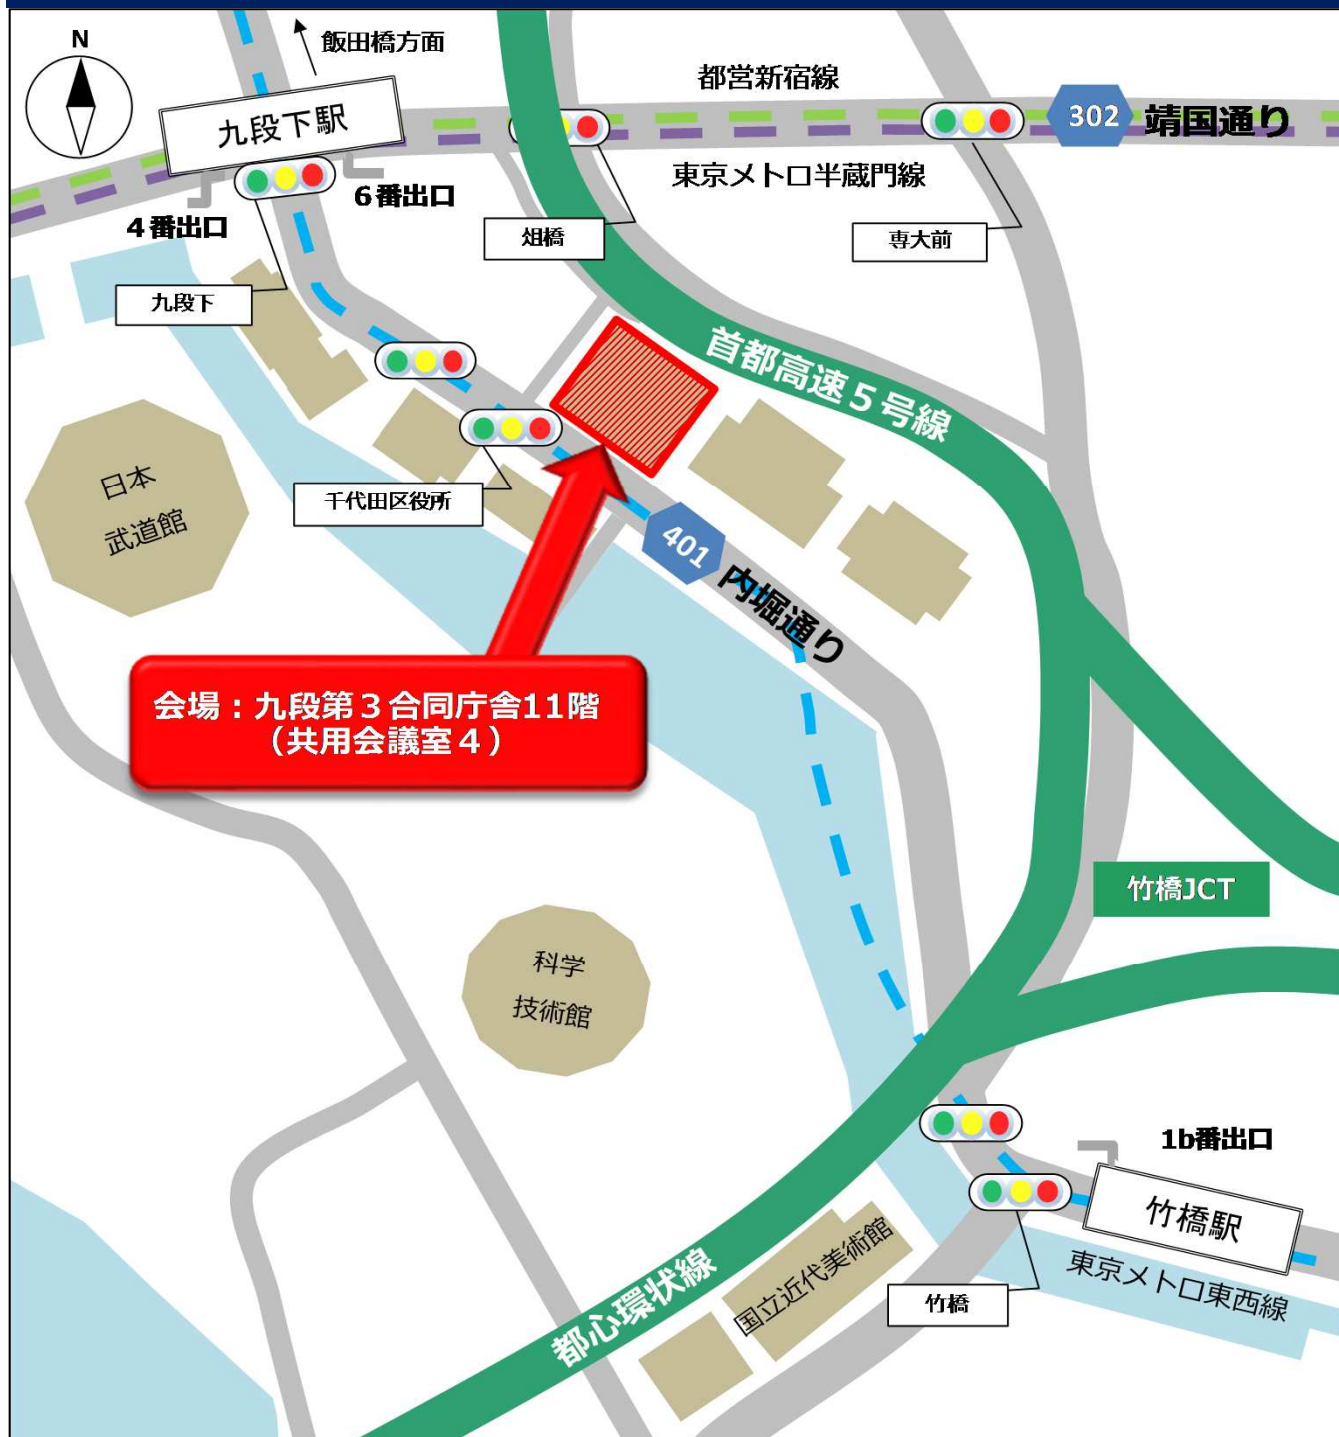 N
飯田橋方面
九段下駅
都営新宿線
302
靖国通り
東京メトロ半蔵門線
6番出口
4番出口
俎橋
専大前
九段下
首都高速5号線
千代田区役所
日本
武道館
401
内堀通り
会場：九段第3合同庁舎11階
（共用会議室4）
竹橋JCT
科学
技術館
1b番出口
竹橋駅
東京メトロ東西線
国立近代美術館
竹橋
都心環状線